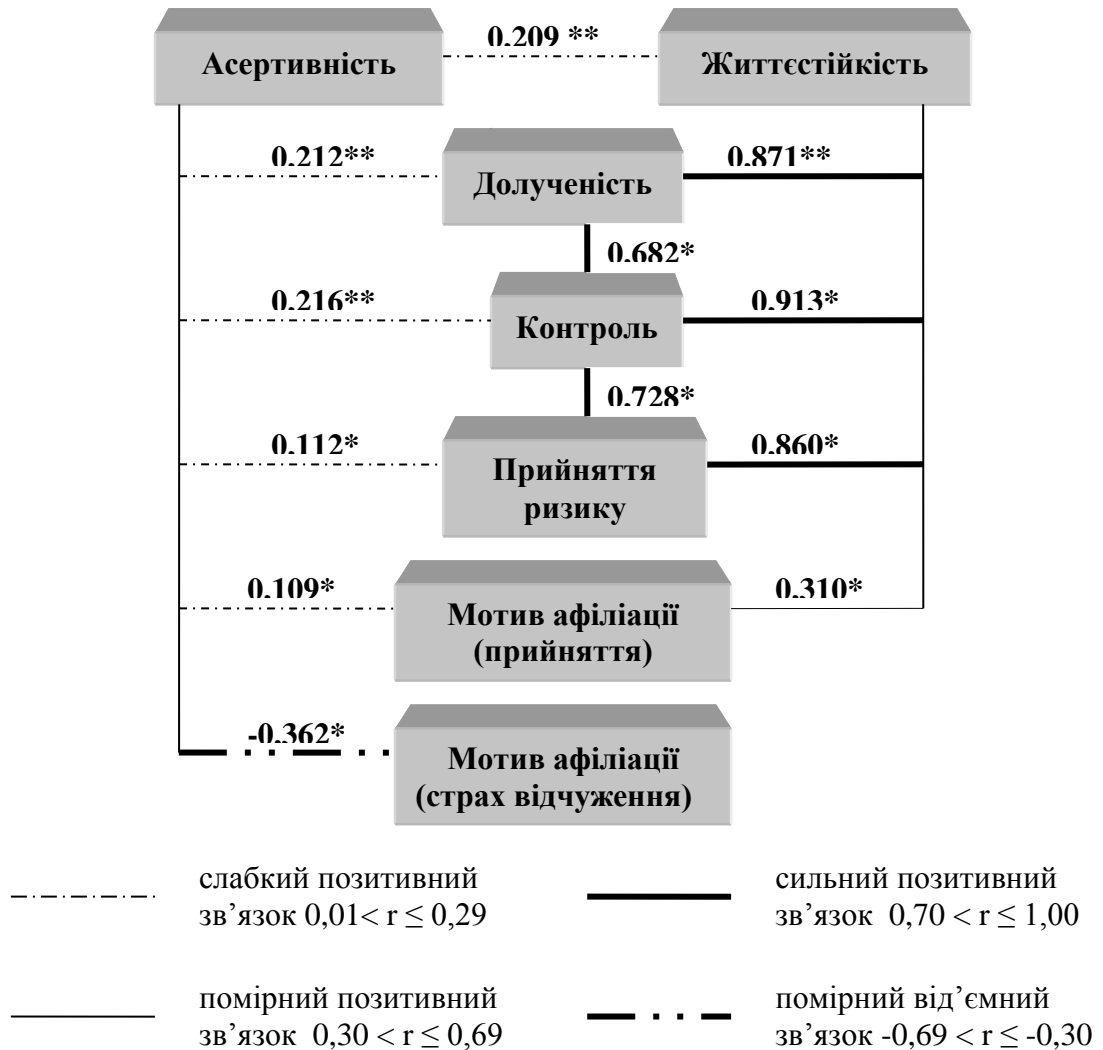 0,209 **
Асертивність
Життєстійкість
0,212**
0,871**
Долученість
0,682*
0,216**
0,913*
Контроль
0,728*
0,112*
0,860*
Прийняття
ризику
0,109*
0,310*
Мотив афіліації
(прийняття)
-0,362*
Мотив афіліації
(страх відчуження)
слабкий позитивний
зв’язок 0,01< r ≤ 0,29
сильний позитивний
зв’язок 0,70 < r ≤ 1,00
помірний позитивний
зв’язок 0,30 < r ≤ 0,69
помірний від’ємний
зв’язок -0,69 < r ≤ -0,30